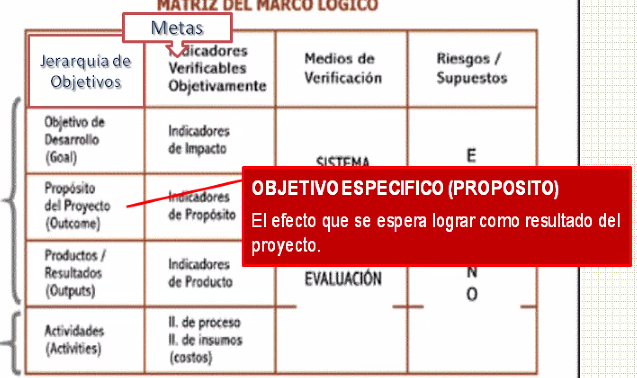 MATRIZ DEL MARCO LOGICO
Metas
Jerarquía de
Objetivos
Indicadores
Verificables
Objetivamente
Medios de
Verificación
Riesgos /
Supuestos
Objetivo de
Desarrollo
(Goal)
Indicadores
de Impacto
SISTEMA
E
Propósito
del Proyecto
(Outcome)
Indicadores
de Propósito
OBJETIVO ESPECIFICO (PROPOSITO)
El efecto que se espera lograr como resultado del
proyecto.
Productos /
Resultados
(Outputs)
Indicadores
de Producto
EVALUACIÓN
N
O
Actividades
(Activities)
II. de proceso
II. de insumos
(costos)